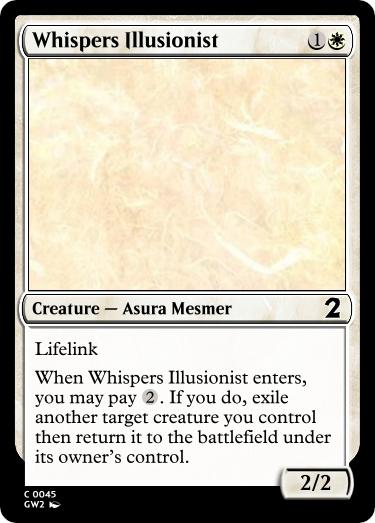 Whispers Illusionist 1
Creature — Asura Mesmer 2
Lifelink
When Whispers Illusionist enters,
you may pay 2. If you do, exile
another target creature you control
then return it to the battlefield under
its owner's control.
2/2
C 0045
GW2